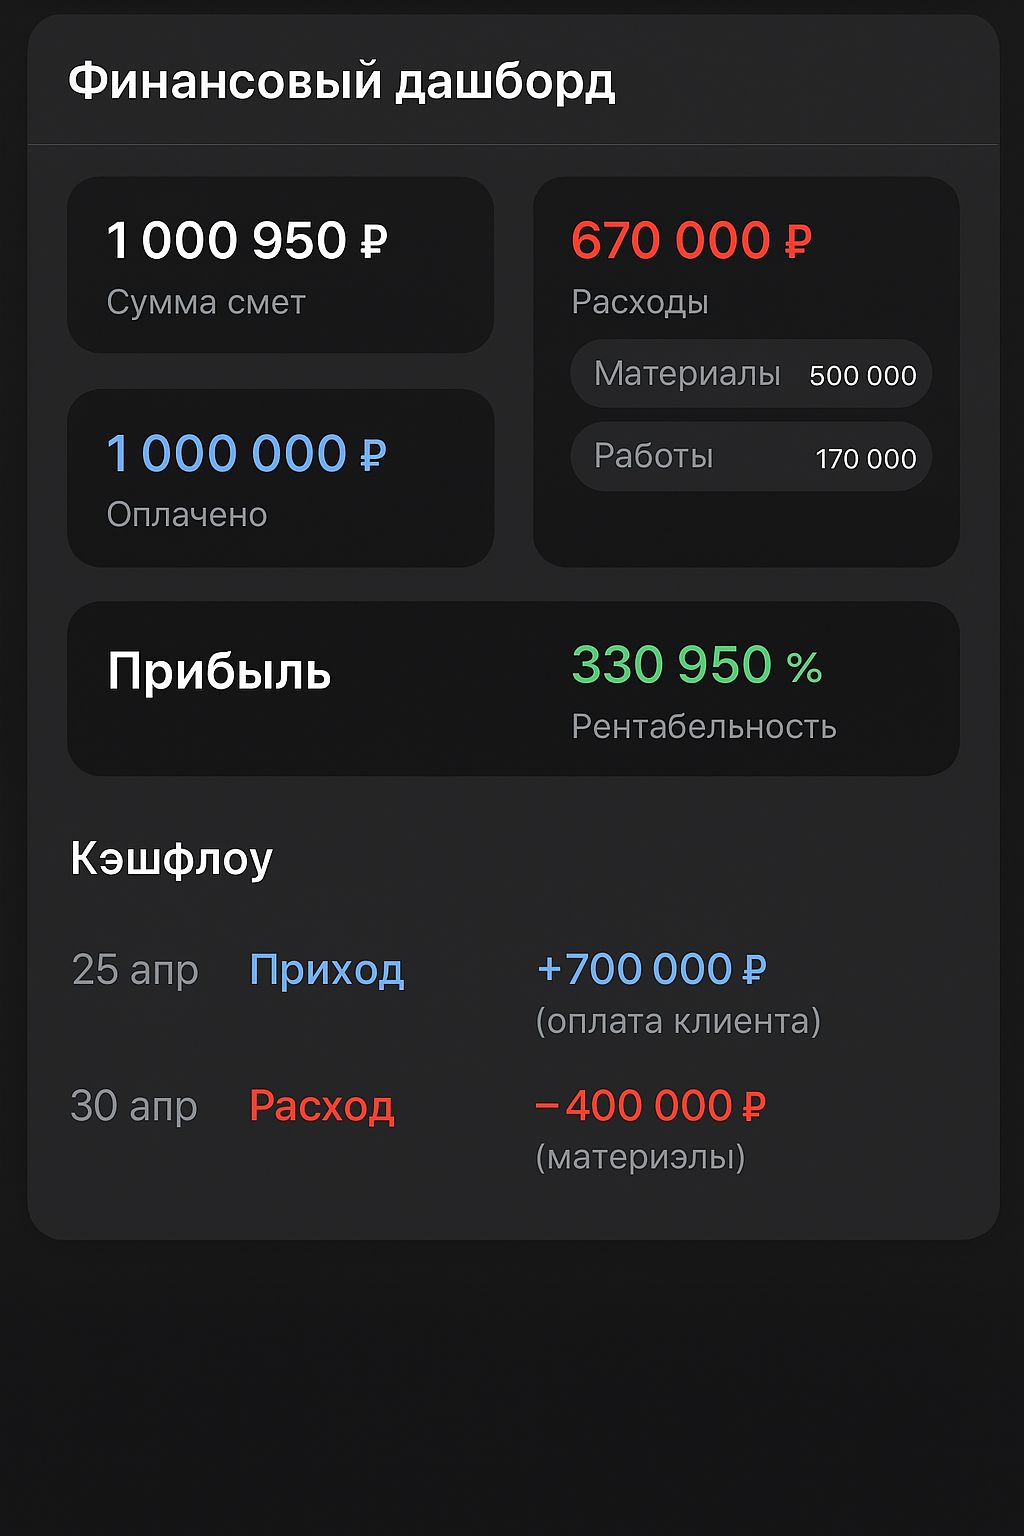 Финансовый дашборд
1 000 950 ₽
Сумма смет
1 000 000 ₽
Оплачено
670 000 ₽
Расходы
Материалы 500 000
Работы 170 000
Прибыль
330 950 %
Рентабельность
Кэшфлоу
25 апр Приход +700 000 ₽
(оплата клиента)
30 апр Расход –400 000 ₽
(материэлы)